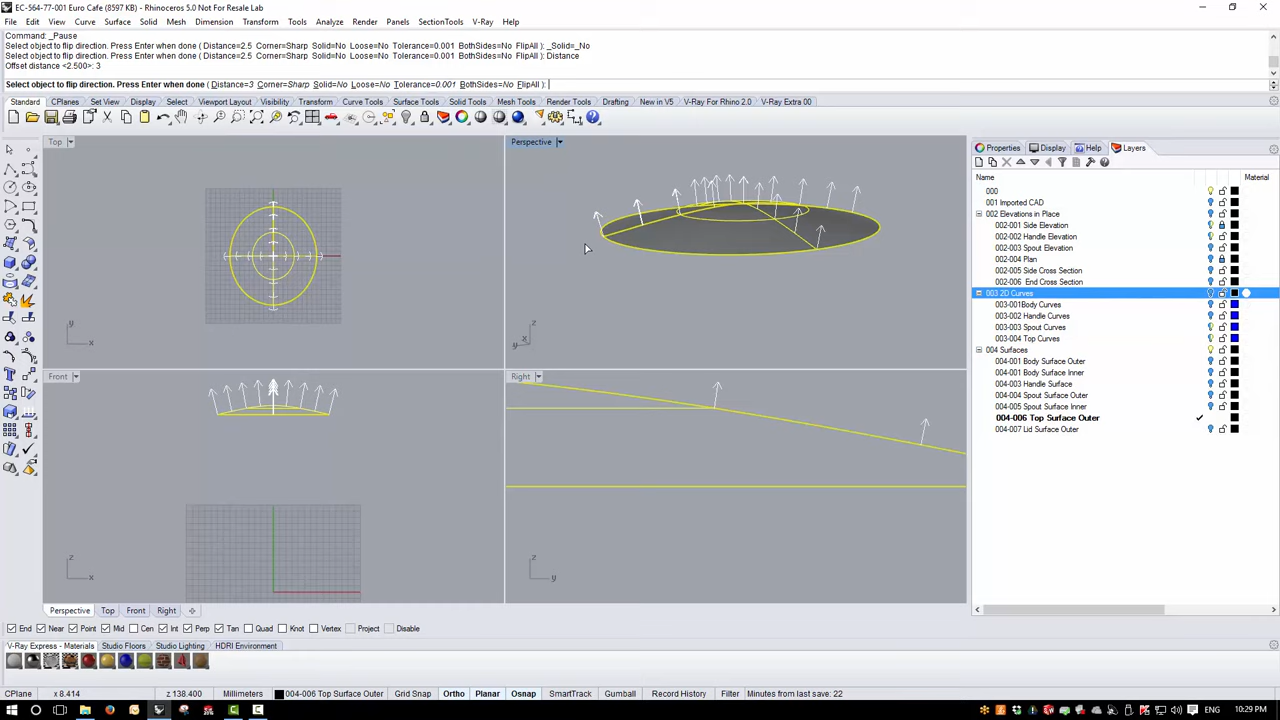 EC-564-77-001 Euro Cafe (8597 KB) - Rhinoceros 5.0 Not For Resale Lab
File Edit View Curve Surface Solid Mesh Dimension Transform Tools Analyze Render Panels SectionTools V-Ray Help
Command: _Pause
Select object to flip direction. Press Enter when done ( Distance=2.5 Corner=Sharp Solid=No Loose=No Tolerance=0.001 BothSides=No FlipAll ): _Solid=_No
Select object to flip direction. Press Enter when done ( Distance=2.5 Corner=Sharp Solid=No Loose=No Tolerance=0.001 BothSides=No FlipAll ): Distance
Offset distance <2.500>: 3
Select object to flip direction. Press Enter when done ( Distance=3 Corner=Sharp Solid=No Loose=No Tolerance=0.001 BothSides=No FlipAll ):
Standard CPlanes Set View Display Select Viewport Layout Visibility Transform Curve Tools Surface Tools Solid Tools Mesh Tools Render Tools Drafting New in V5 V-Ray For Rhino 2.0 V-Ray Extra 00
Top
Perspective
Properties Display Help Layers
Name Material
000
001 Imported CAD
002 Elevations in Place
002-001 Side Elevation
002-002 Handle Elevation
002-003 Spout Elevation
002-004 Plan
002-005 Side Cross Section
002-006 End Cross Section
003 2D Curves
003-001Body Curves
003-002 Handle Curves
003-003 Spout Curves
003-004 Top Curves
004 Surfaces
004-001 Body Surface Outer
004-001 Body Surface Inner
004-003 Handle Surface
004-004 Spout Surface Outer
004-005 Spout Surface Inner
004-006 Top Surface Outer
004-007 Lid Surface Outer
y
x
z
x
y
Front
Right
z
x
z
y
Perspective Top Front Right
End Near Point Mid Cen Int Perp Tan Quad Knot Vertex Project Disable
V-Ray Express - Materials Studio Floors Studio Lighting HDRI Environment
CPlane x 8.414 z 138.400 Millimeters 004-006 Top Surface Outer Grid Snap Ortho Planar Osnap SmartTrack Gumball Record History Filter Minutes from last save: 22
ENG 10:29 PM